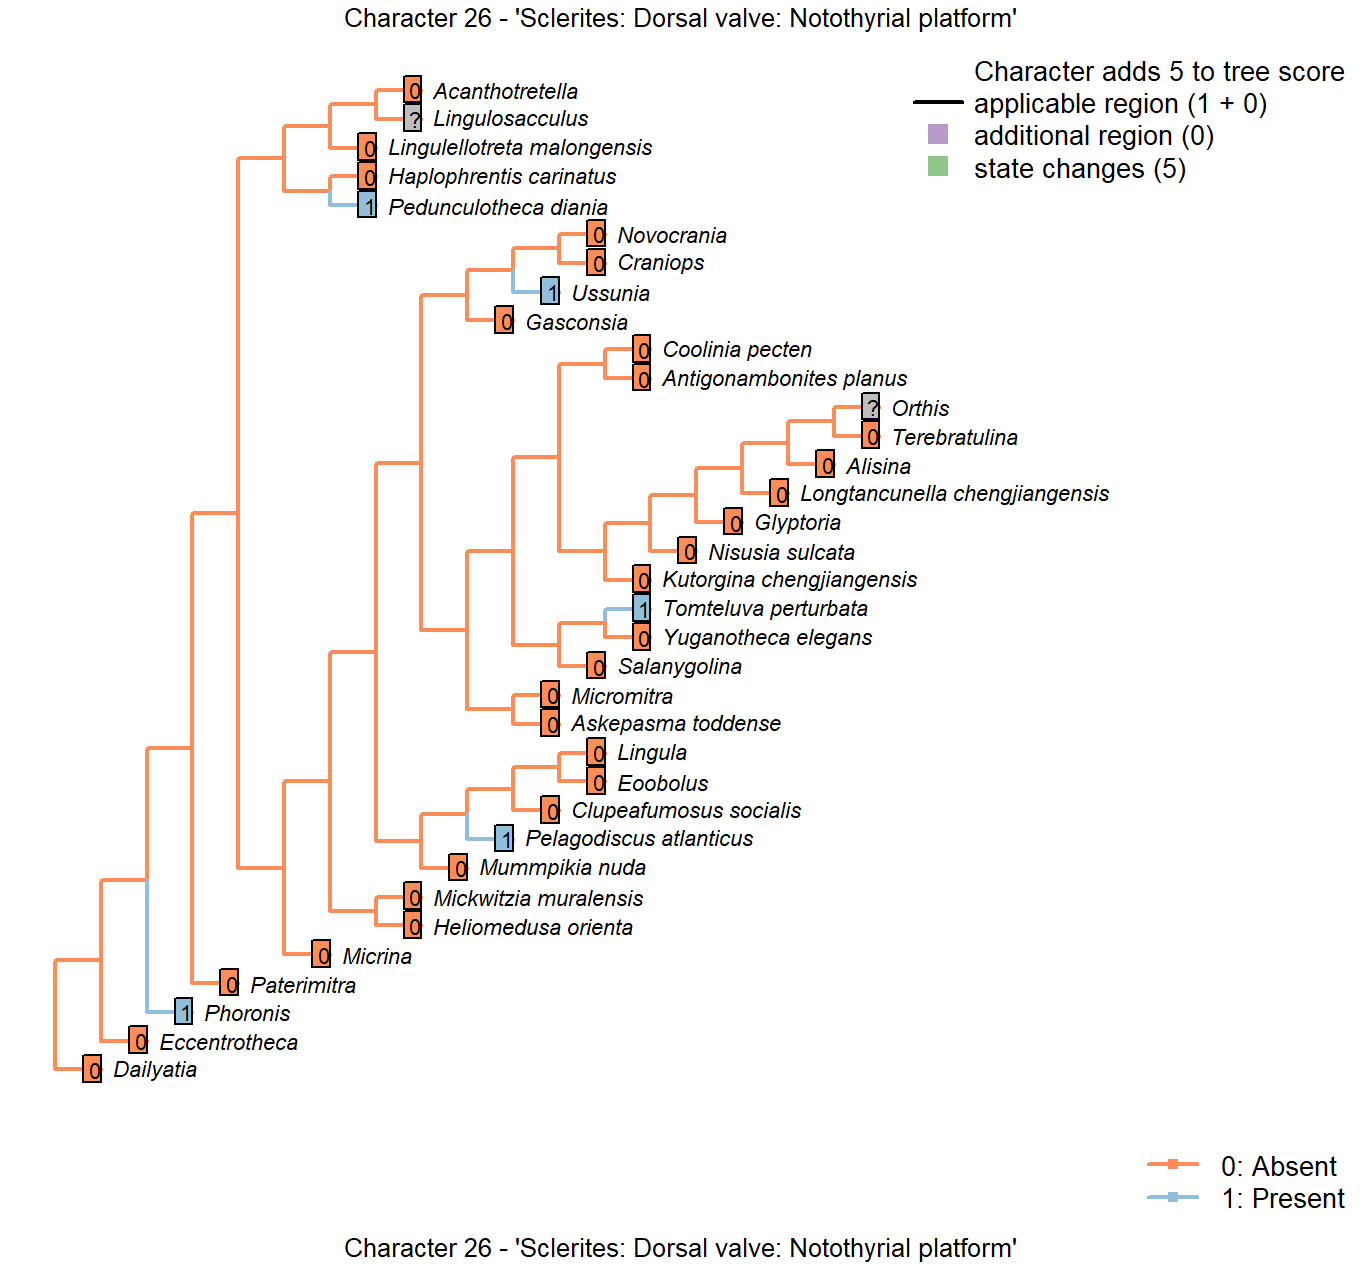 Character 26 - 'Sclerites: Dorsal valve: Notothyrial platform'
Character adds 5 to tree score
applicable region (1 + 0)
additional region (0)
state changes (5)
0 Acanthotretella
? Lingulosacculus
0 Lingulellotreta malongensis
0 Haplophrentis carinatus
1 Pedunculotheca diania
0 Novocrania
0 Craniops
1 Ussunia
0 Gasconsia
0 Coolinia pecten
0 Antigonambonites planus
? Orthis
0 Terebratulina
0 Alisina
0 Longtancunella chengjiangensis
0 Glyptoria
0 Nisusia sulcata
0 Kutorgina chengjiangensis
1 Tomteluva perturbata
0 Yuganotheca elegans
0 Salanygolina
0 Micromitra
0 Askepasma toddense
0 Lingula
0 Eoobolus
0 Clupeafumosus socialis
1 Pelagodiscus atlanticus
0 Mummpikia nuda
0 Mickwitzia muralensis
0 Heliomedusa orienta
0 Micrina
0 Paterimitra
1 Phoronis
0 Eccentrotheca
0 Dailyatia
0: Absent
1: Present
Character 26 - 'Sclerites: Dorsal valve: Notothyrial platform'